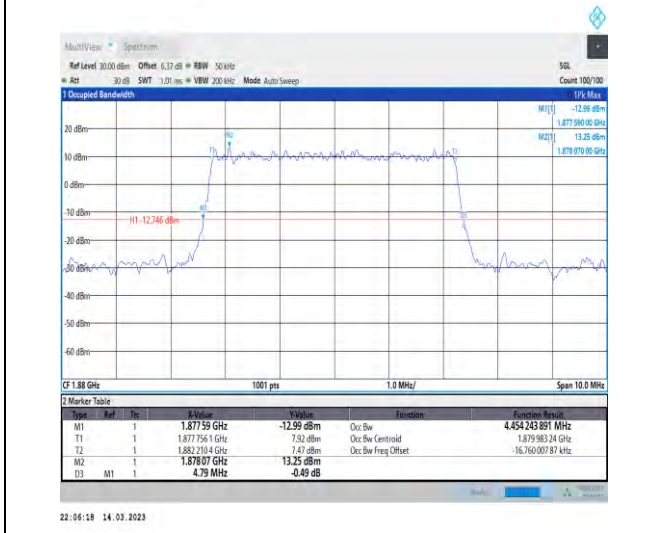 MultiView Spectrum
Ref Level 30.00 dBm Offset 6.37 dB RBW 50 kHz SGL
Att 30 dB SWT 1.01 ms VBW 200 kHz Mode Auto Sweep Count 100/100
1 Occupied Bandwidth 1Pk Max
M1[1] -12.99 dBm
1.877 590 00 GHz
20 dBm M2 M2[1] 13.25 dBm
1.878 070 00 GHz
T1 T2
10 dBm
0 dBm
-10 dBm M1 D3
H1 -12.746 dBm
-20 dBm
-30 dBm
-40 dBm
-50 dBm
-60 dBm
CF 1.88 GHz 1001 pts 1.0 MHz/ Span 10.0 MHz
2 Marker Table
Type Ref Trc X-Value Y-Value Function Function Result
M1 1 1.877 59 GHz -12.99 dBm Occ Bw 4.454 243 891 MHz
T1 1 1.877 756 1 GHz 7.92 dBm Occ Bw Centroid 1.879 983 24 GHz
T2 1 1.882 210 4 GHz 7.47 dBm Occ Bw Freq Offset -16.760 007 87 kHz
M2 1 1.878 07 GHz 13.25 dBm
D3 M1 1 4.79 MHz -0.49 dB
22:06:18 14.03.2023